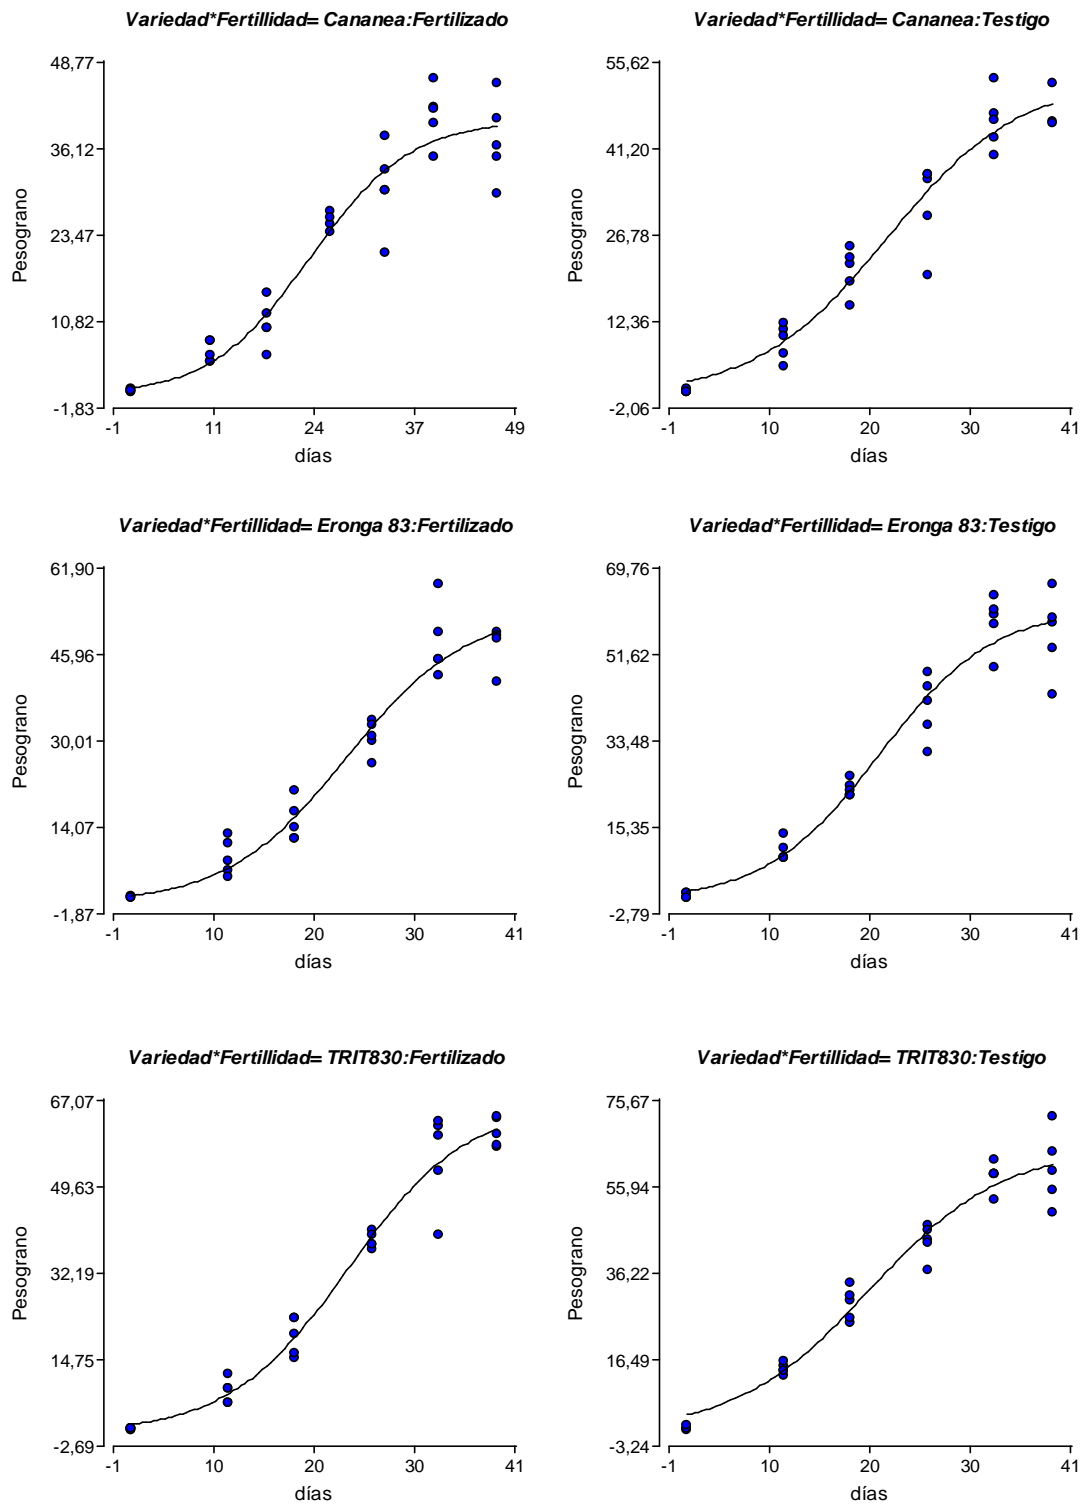 Variedad*Fertillidad= Cananea:Fertilizado
48,77
36,12
23,47
10,82
-1,83
Pesograno
-1 11 24 37 49
días
Variedad*Fertillidad= Cananea:Testigo
55,62
41,20
26,78
12,36
-2,06
Pesograno
-1 10 20 30 41
días
Variedad*Fertillidad= Eronga 83:Fertilizado
61,90
45,96
30,01
14,07
-1,87
Pesograno
-1 10 20 30 41
días
Variedad*Fertillidad= Eronga 83:Testigo
69,76
51,62
33,48
15,35
-2,79
Pesograno
-1 10 20 30 41
días
Variedad*Fertillidad= TRIT830:Fertilizado
67,07
49,63
32,19
14,75
-2,69
Pesograno
-1 10 20 30 41
días
Variedad*Fertillidad= TRIT830:Testigo
75,67
55,94
36,22
16,49
-3,24
Pesograno
-1 10 20 30 41
días